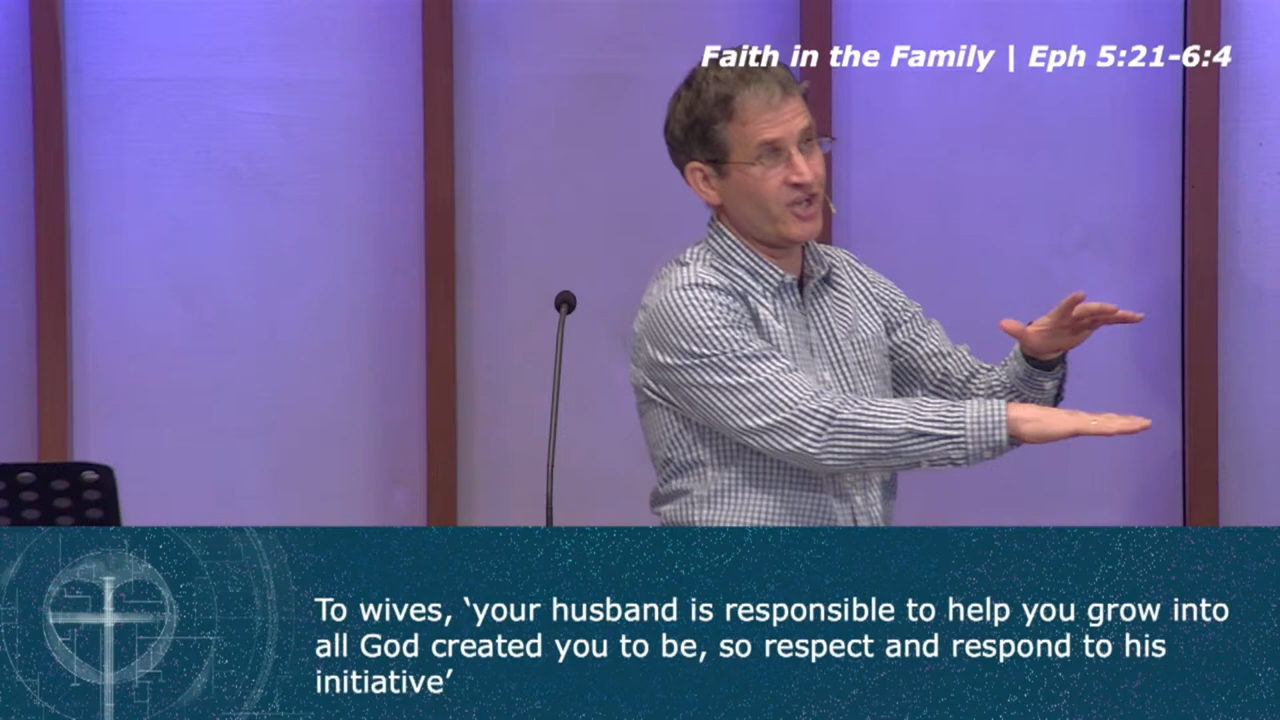 Faith in the Family | Eph 5:21-6:4
To wives, ‘your husband is responsible to help you grow into
all God created you to be, so respect and respond to his
initiative’